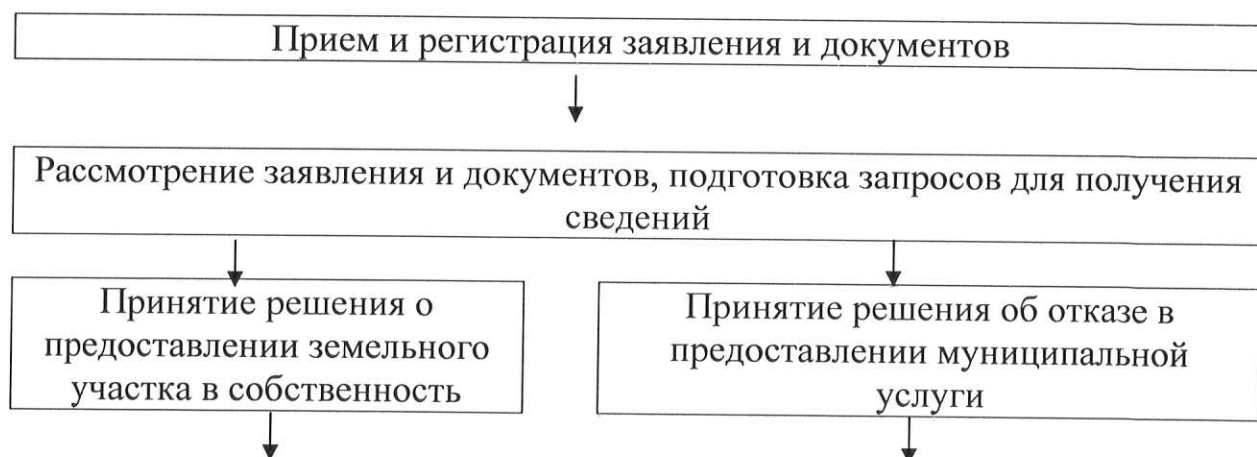 Прием и регистрация заявления и документов
Рассмотрение заявления и документов, подготовка запросов для получения
сведений
Принятие решения о
предоставлении земельного
участка в собственность
Принятие решения об отказе в
предоставлении муниципальной
услуги